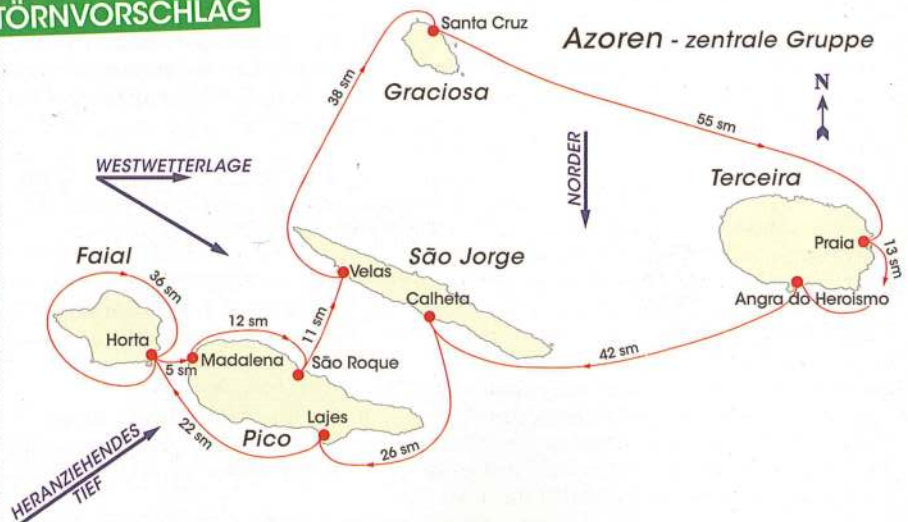 TÖRNVORSCHLAG
Azoren - zentrale Gruppe
Santa Cruz
Graciosa
N
38 sm
55 sm
WESTWETTERLAGE
NORDER
Terceira
Faial
São Jorge
Praia
13 sm
36 sm
Velas
Calheta
Angra do Heroísmo
12 sm
11 sm
Horta
Madalena
5 sm
São Roque
42 sm
Lajes
22 sm
Pico
26 sm
HERANZIEHENDES
TIEF